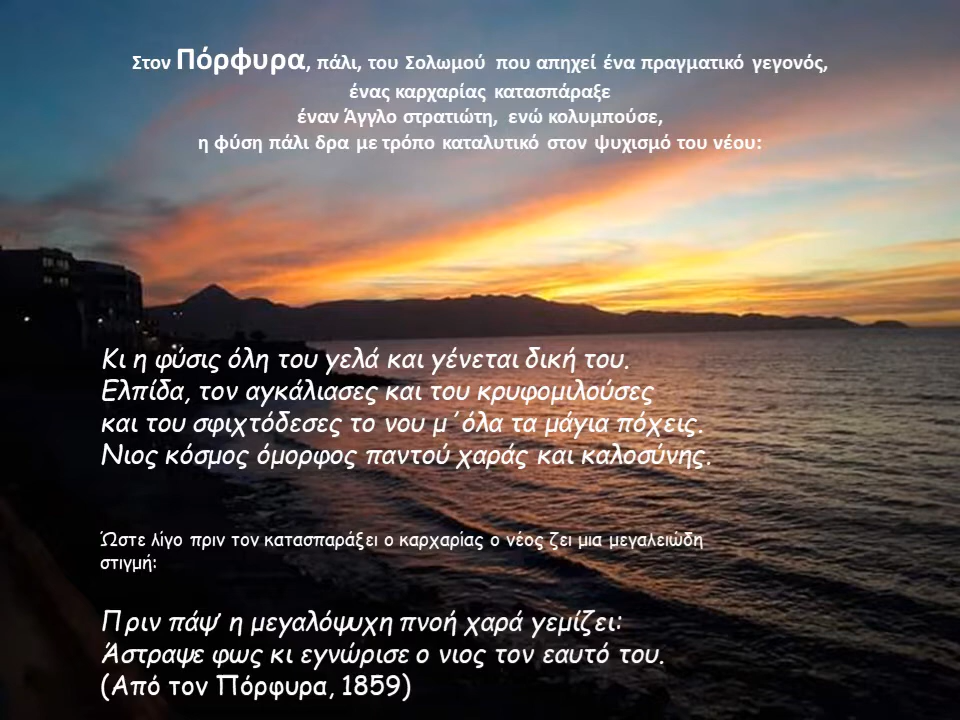 Στον Πόρφυρα, πάλι, του Σολωμού που απηχεί ένα πραγματικό γεγονός,
ένας καρχαρίας κατασπάραξε
έναν Άγγλο στρατιώτη, ενώ κολυμπούσε,
η φύση πάλι δρα με τρόπο καταλυτικό στον ψυχισμό του νέου:
Κι η φύσις όλη του γελά και γένεται δική του.
Ελπίδα, τον αγκάλιασες και του κρυφομιλούσες
και του σφιχτόδεσες το νου μ΄όλα τα μάγια πόχεις.
Νιος κόσμος όμορφος παντού χαράς και καλοσύνης.
Ώστε λίγο πριν τον κατασπαράξει ο καρχαρίας ο νέος ζει μια μεγαλειώδη
στιγμή:
Πριν πάψ’ η μεγαλόψυχη πνοή χαρά γεμίζει:
Άστραψε φως κι εγνώρισε ο νιος τον εαυτό του.
(Από τον Πόρφυρα, 1859)